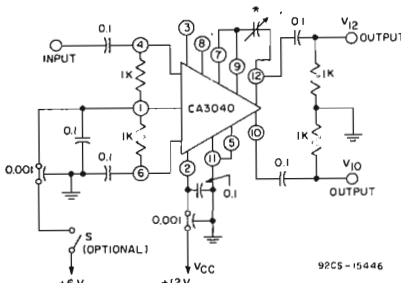 *
0.1
4
3
8
7
9
0.1
V12
OUTPUT
INPUT
1K
12
1K
1
CA3040
0.1
1K
10
1K
5
0.1
6
2
11
0.1
V10
OUTPUT
0.001
0.1
0.001
S
(OPTIONAL)
VCC
92CS-15446
+6V
+12V